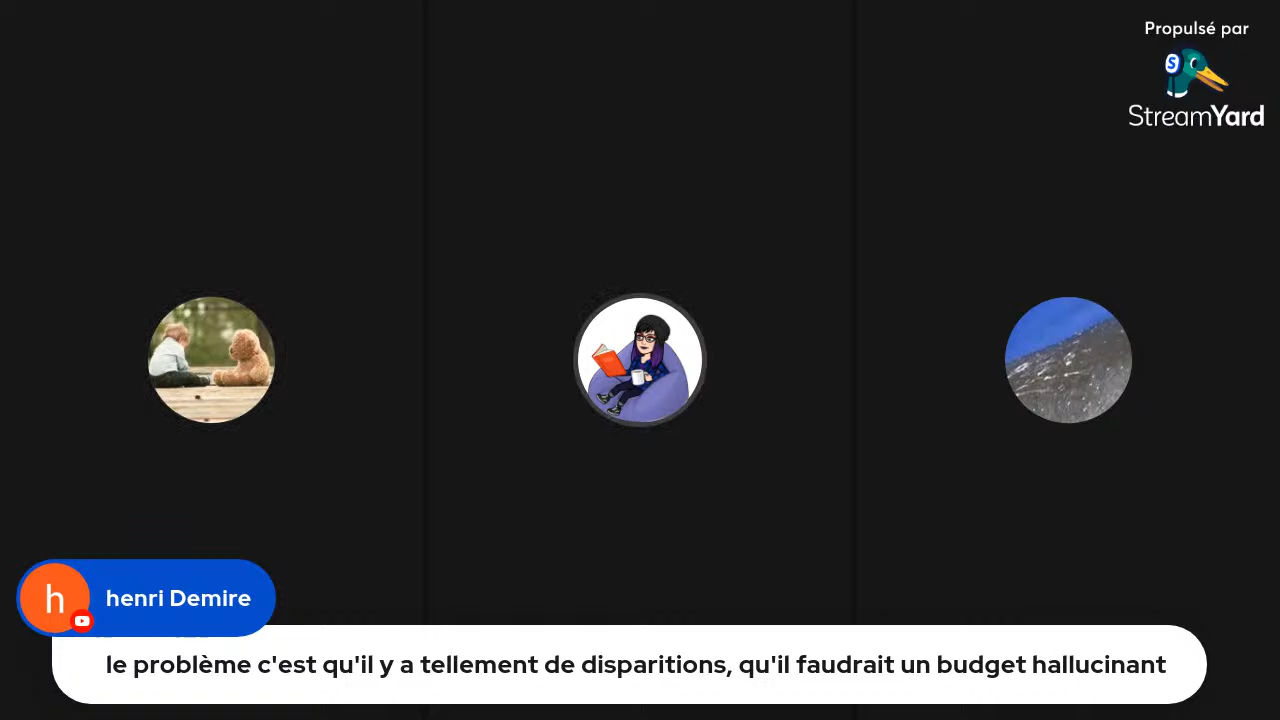 Propulsé par
S
StreamYard
h
henri Demire
le problème c'est qu'il y a tellement de disparitions, qu'il faudrait un budget hallucinant